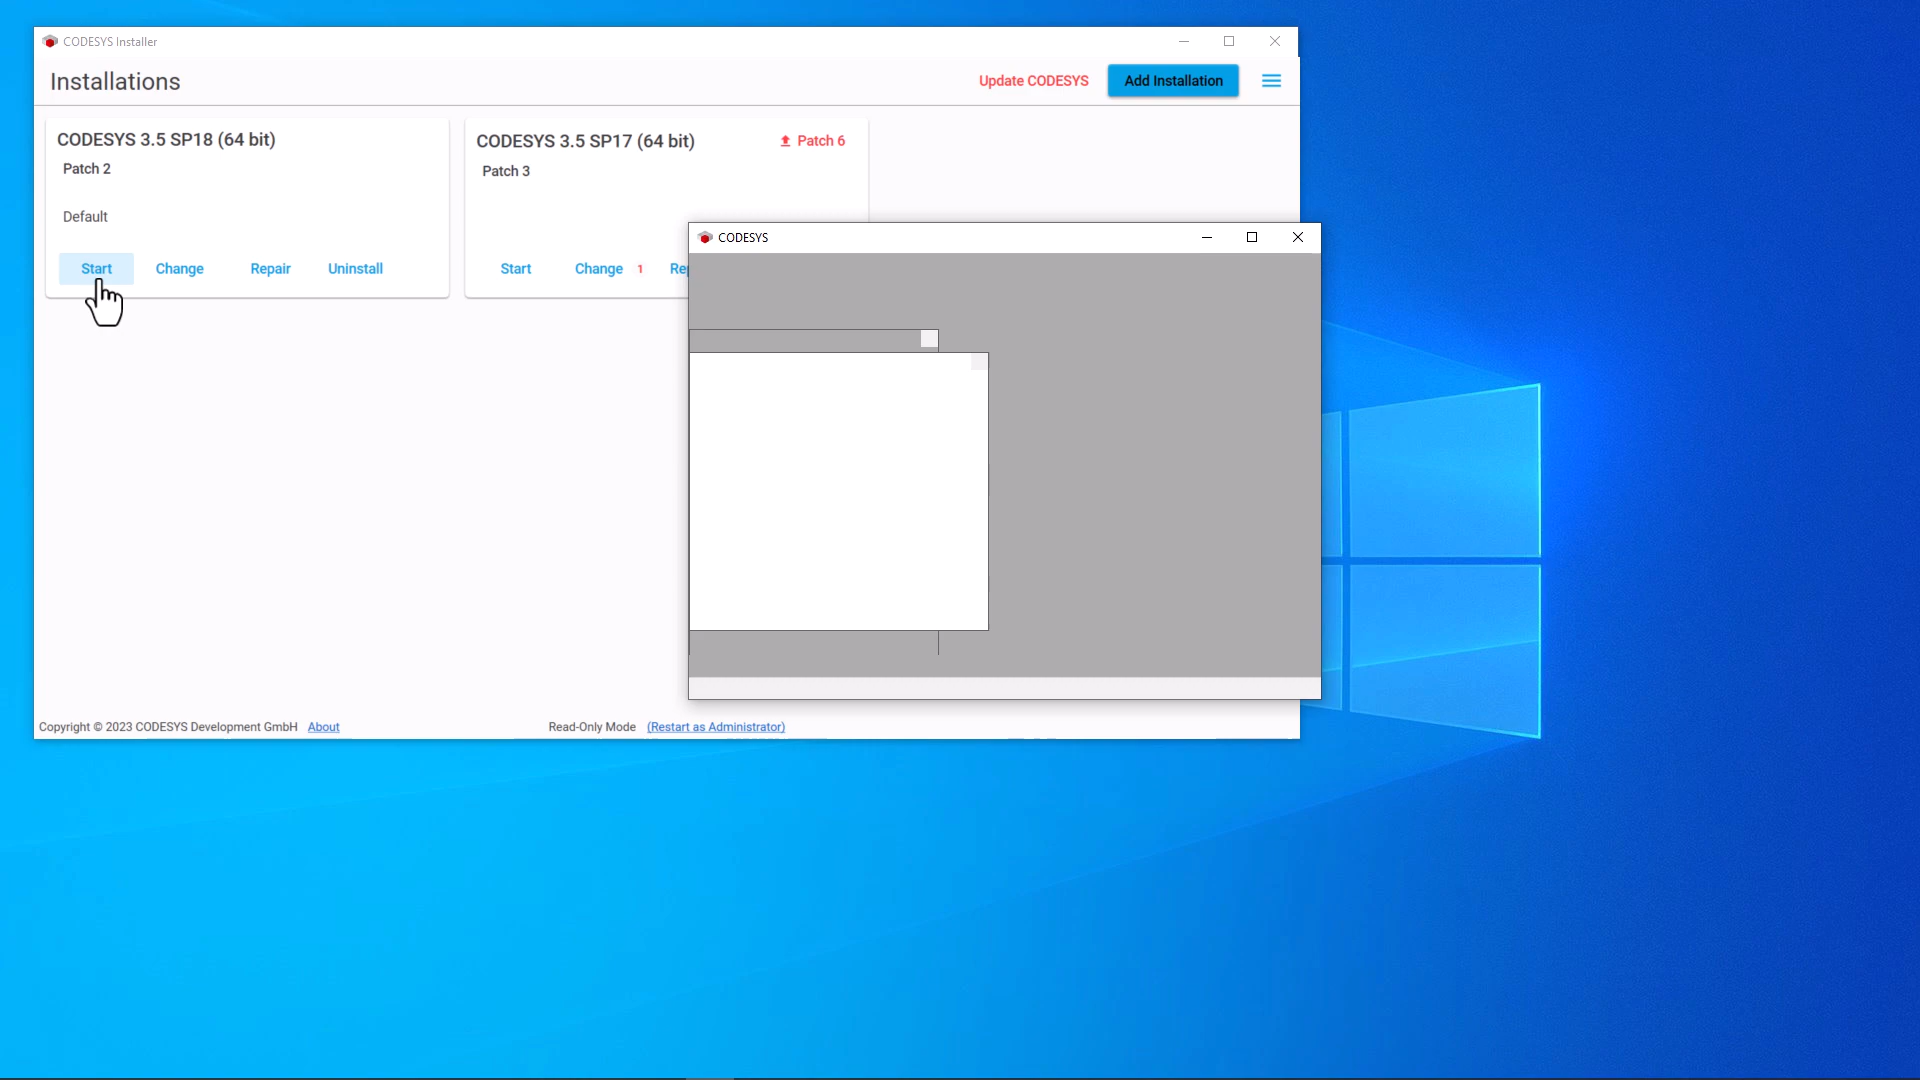 CODESYS Installer
Installations
Update CODESYS
Add Installation
CODESYS 3.5 SP18 (64 bit)
Patch 2
Default
Start Change Repair Uninstall
CODESYS 3.5 SP17 (64 bit)
Patch 6
Patch 3
Start Change 1
CODESYS
Copyright © 2023 CODESYS Development GmbH About
Read-Only Mode (Restart as Administrator)